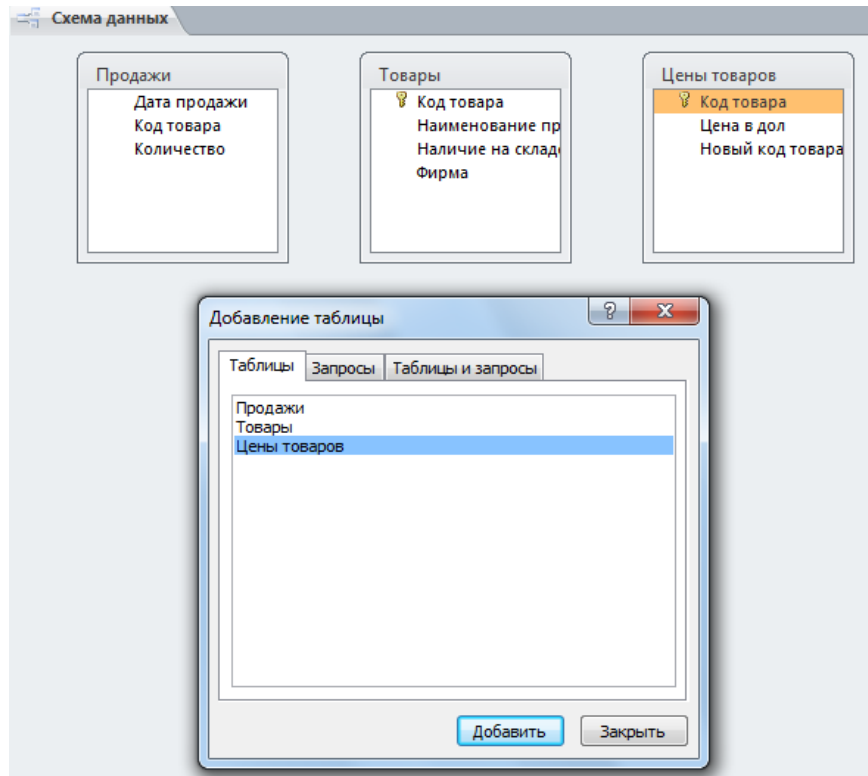 Схема данных
Продажи
Дата продажи
Код товара
Количество
Товары
Код товара
Наименование пр
Наличие на склад
Фирма
Цены товаров
Код товара
Цена в дол
Новый код товара
Добавление таблицы
?
Таблицы Запросы Таблицы и запросы
Продажи
Товары
Цены товаров
Добавить Закрыть